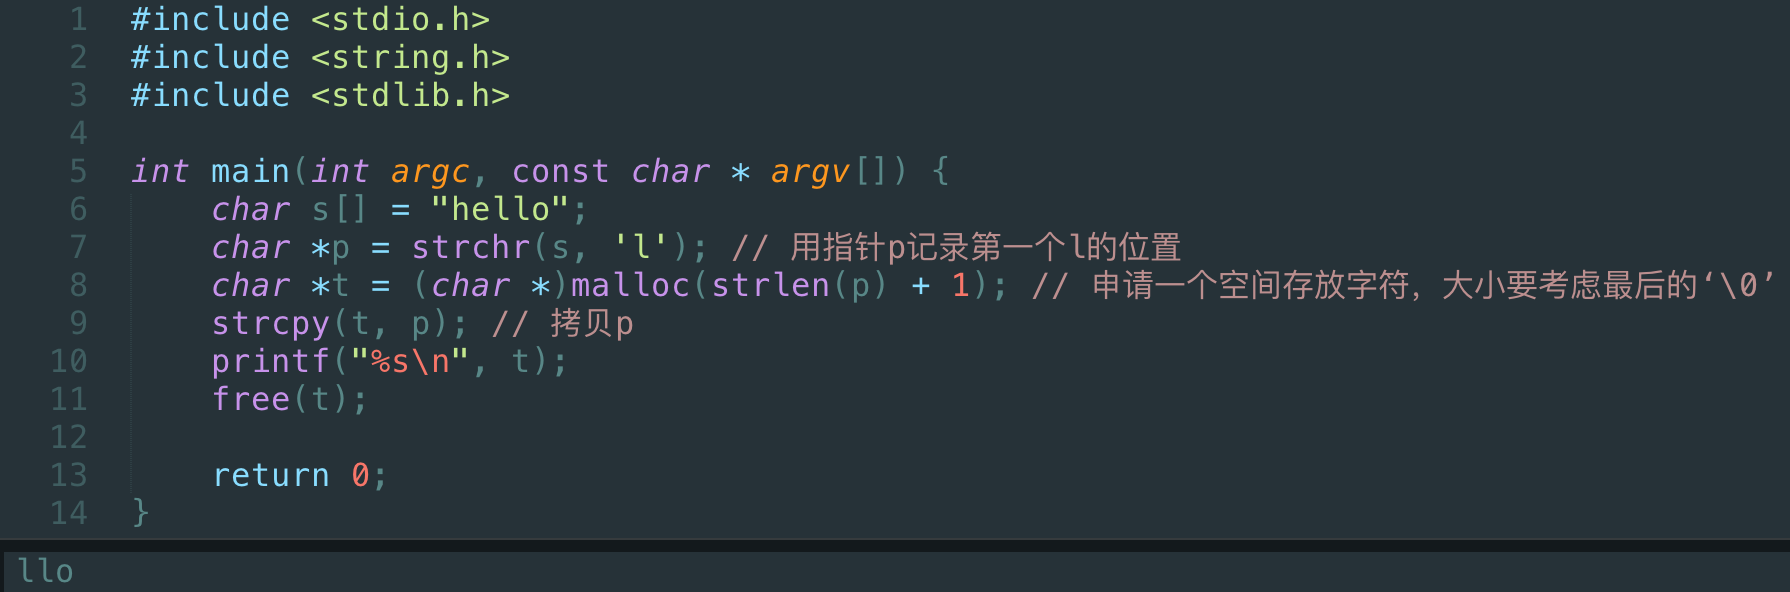 1 #include <stdio.h>
2 #include <string.h>
3 #include <stdlib.h>
4
5 int main(int argc, const char * argv[]) {
6     char s[] = "hello";
7     char *p = strchr(s, 'l'); // 用指针p记录第一个l的位置
8     char *t = (char *)malloc(strlen(p) + 1); // 申请一个空间存放字符，大小要考虑最后的‘\0’
9     strcpy(t, p); // 拷贝p
10     printf("%s\n", t);
11     free(t);
12
13     return 0;
14 }
llo